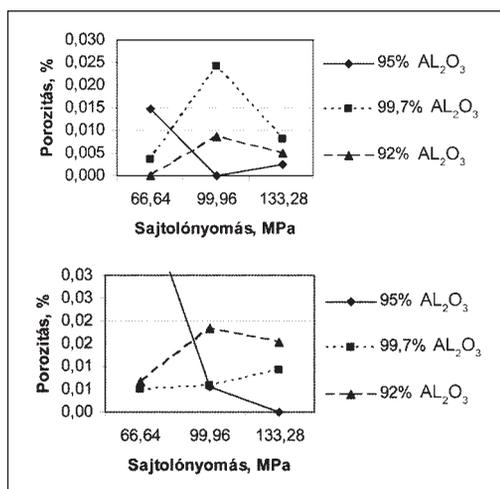 Porozitás, %
0,030
0,025
0,020
0,015
0,010
0,005
0,000
66,64 99,96 133,28
Sajtolónyomás, MPa
95% AL₂O₃
99,7% AL₂O₃
92% AL₂O₃
Porozitás, %
0,03
0,03
0,02
0,02
0,01
0,01
0,00
66,64 99,96 133,28
Sajtolónyomás, MPa
95% AL₂O₃
99,7% AL₂O₃
92% AL₂O₃